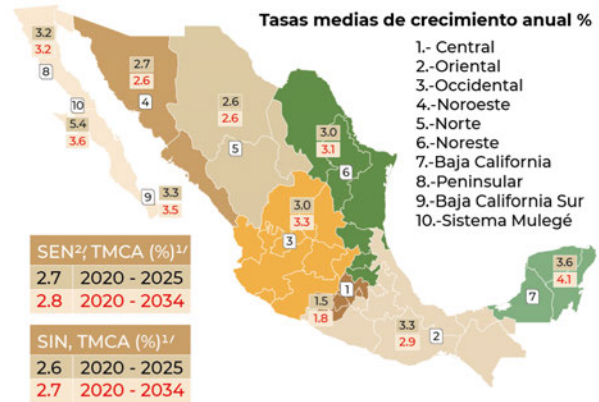 Tasas medias de crecimiento anual %
1.- Central
2.-Oriental
3.-Occidental
4.-Noroeste
5.-Norte
6.-Noreste
7.-Baja California
8.-Peninsular
9.-Baja California Sur
10.-Sistema Mulegé
3.2
3.2
8
10
5.4
3.6
9
3.3
3.5
2.7
2.6
4
2.6
2.6
5
3.0
3.1
6
3.0
3.3
3
1
1.5
1.8
3.3
2.9
2
3.6
4.1
7
SEN²/, TMCA (%)¹/
2.7 2020 - 2025
2.8 2020 - 2034
SIN, TMCA (%)¹/
2.6 2020 - 2025
2.7 2020 - 2034